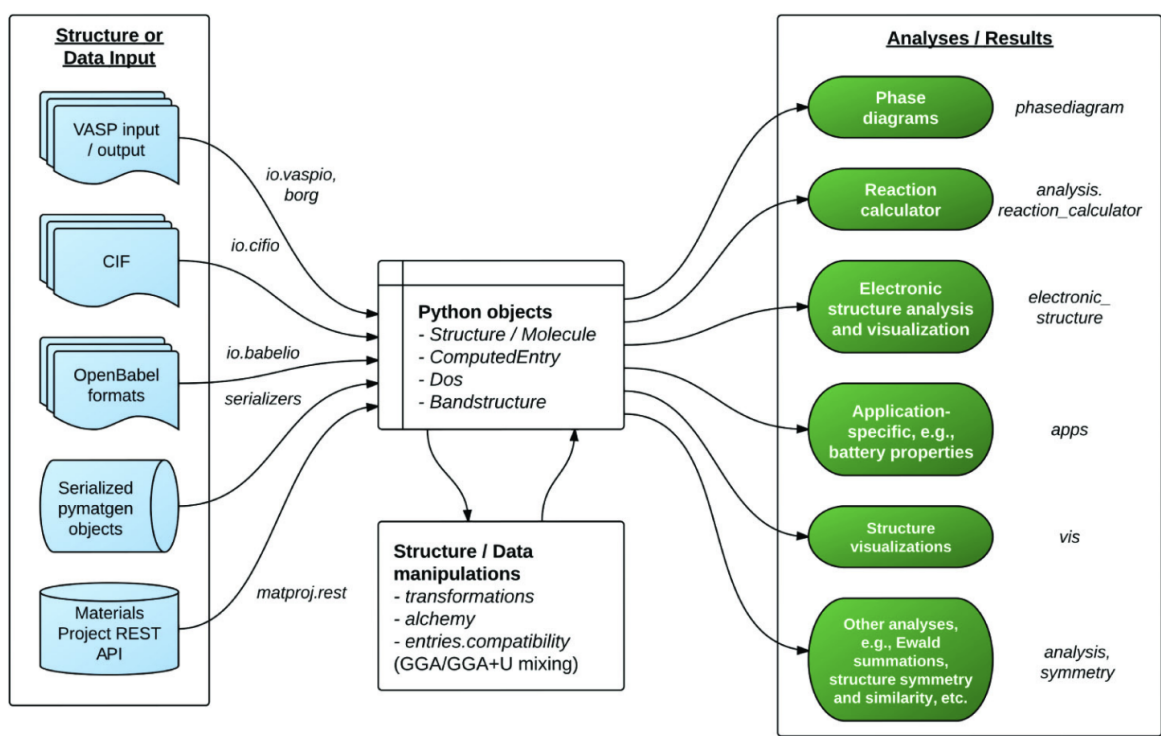 Structure or
Data Input
VASP input
/ output
CIF
OpenBabel
formats
Serialized
pymatgen
objects
Materials
Project REST
API
io.vaspio,
borg
io.cifio
io.babelio
serializers
matproj.rest
Python objects
- Structure / Molecule
- ComputedEntry
- Dos
- Bandstructure
Structure / Data
manipulations
- transformations
- alchemy
- entries.compatibility
(GGA/GGA+U mixing)
Analyses / Results
Phase
diagrams
phasediagram
Reaction
calculator
analysis.
reaction_calculator
Electronic
structure analysis
and visualization
electronic_
structure
Application-
specific, e.g.,
battery properties
apps
Structure
visualizations
vis
Other analyses,
e.g., Ewald
summations,
structure symmetry
and similarity, etc.
analysis,
symmetry